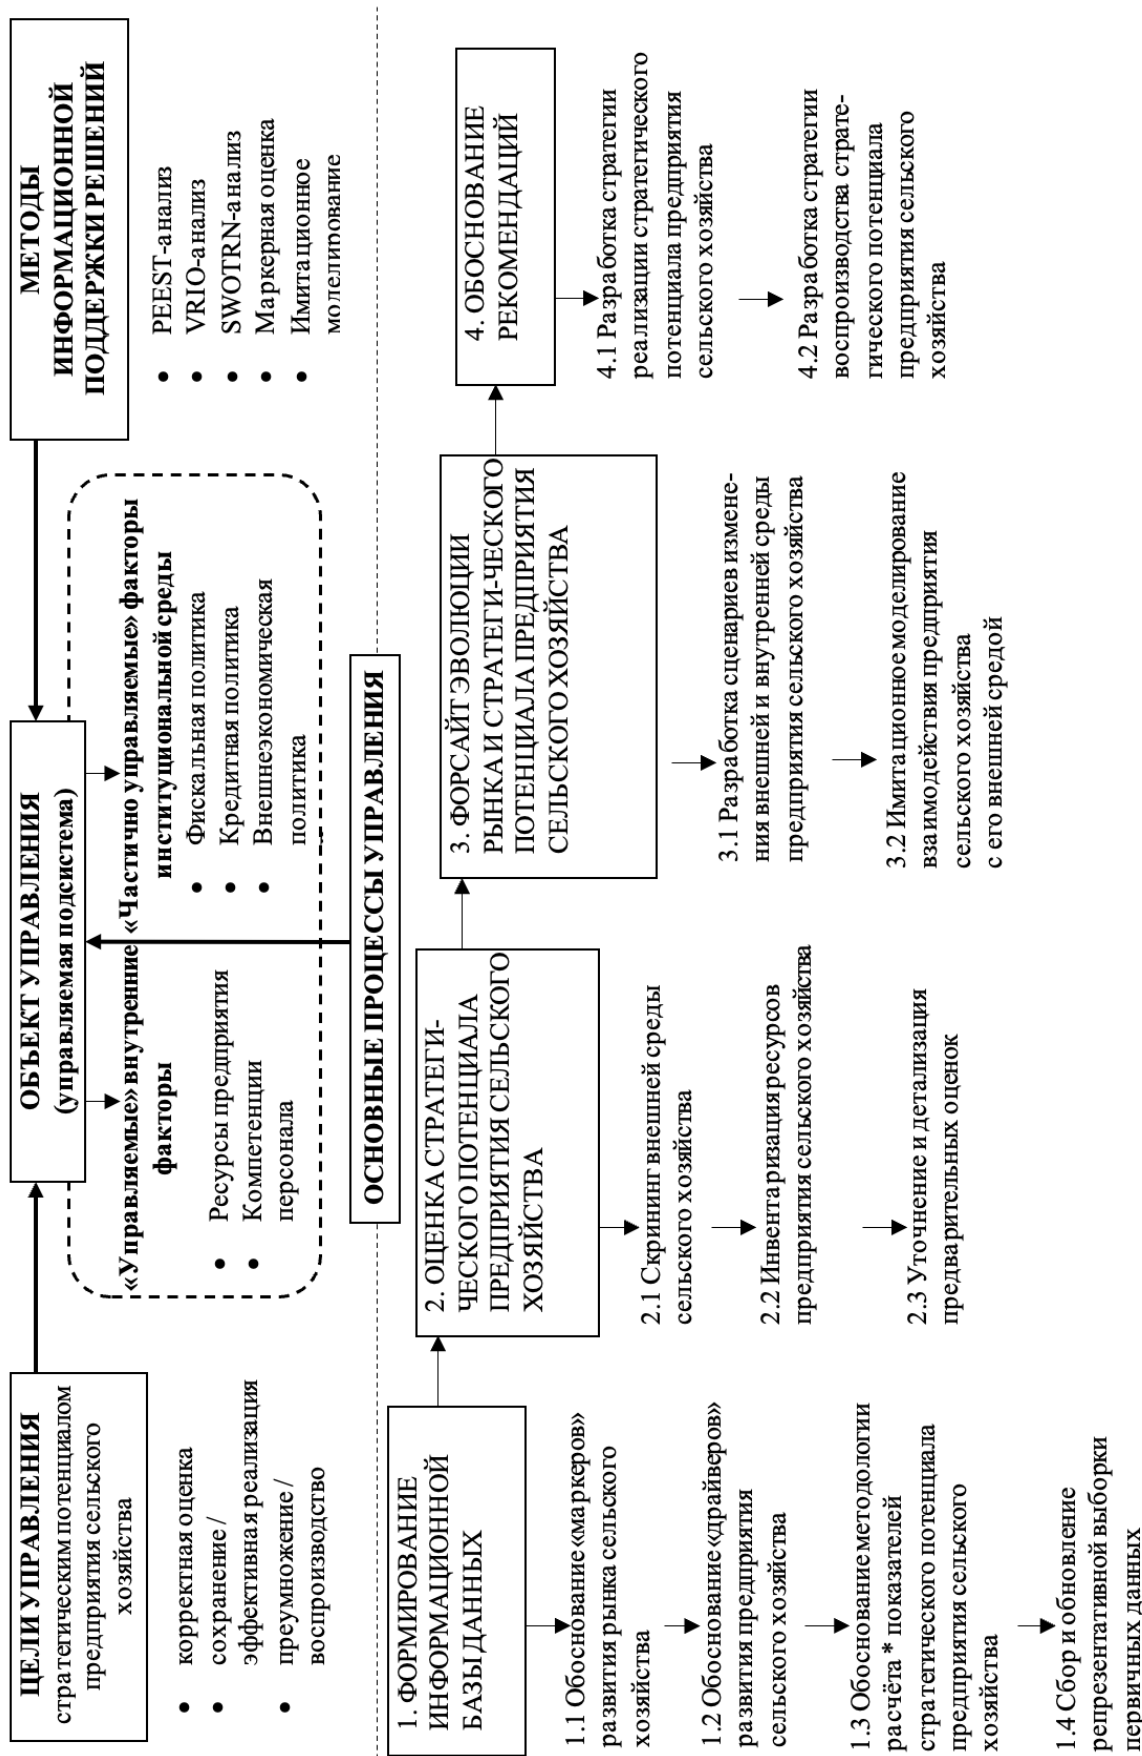 ЦЕЛИ УПРАВЛЕНИЯ
стратегическим потенциалом
предприятия сельского
хозяйства
корректная оценка
сохранение /
эффективная реализация
преумножение /
воспроизводство
ОБЪЕКТ УПРАВЛЕНИЯ
(управляемая подсистема)
«Управляемые» внутренние
факторы
Ресурсы предприятия
Компетенции
персонала
«Частично управляемые» факторы
институциональной среды
Фискальная политика
Кредитная политика
Внешнеэкономическая
политика
МЕТОДЫ
ИНФОРМАЦИОННОЙ
ПОДДЕРЖКИ РЕШЕНИЙ
PEEST-анализ
VRIO-анализ
SWOTRN-анализ
Маркерная оценка
Имитационное
молелирование
ОСНОВНЫЕ ПРОЦЕССЫ УПРАВЛЕНИЯ
1. ФОРМИРОВАНИЕ
ИНФОРМАЦИОННОЙ
БАЗЫ ДАННЫХ
1.1 Обоснование «маркеров»
развития рынка сельского
хозяйства
1.2 Обоснование «драйверов»
развития предприятия
сельского хозяйства
1.3 Обоснование методологии
расчёта * показателей
стратегического потенциала
предприятия сельского
хозяйства
1.4 Сбор и обновление
репрезентативной выборки
первичных данных
2. ОЦЕНКА СТРАТЕГИ-
ЧЕСКОГО ПОТЕНЦИАЛА
ПРЕДПРИЯТИЯ СЕЛЬСКОГО
ХОЗЯЙСТВА
2.1 Скрининг внешней среды
сельского хозяйства
2.2 Инвентаризация ресурсов
предприятия сельского хозяйства
2.3 Уточнение и детализация
предварительных оценок
3. ФОРСАЙТ ЭВОЛЮЦИИ
РЫНКА И СТРАТЕГИ-ЧЕСКОГО
ПОТЕНЦИАЛА ПРЕДПРИЯТИЯ
СЕЛЬСКОГО ХОЗЯЙСТВА
3.1 Разработка сценариев измене-
ния внешней и внутренней среды
предприятия сельского хозяйства
3.2 Имитационное моделирование
взаимодействия предприятия
сельского хозяйства
с его внешней средой
4. ОБОСНОВАНИЕ
РЕКОМЕНДАЦИЙ
4.1 Разработка стратегии
реализации стратегического
потенциала предприятия
сельского хозяйства
4.2 Разработка стратегии
воспроизводства страте-
гического потенциала
предприятия сельского
хозяйства